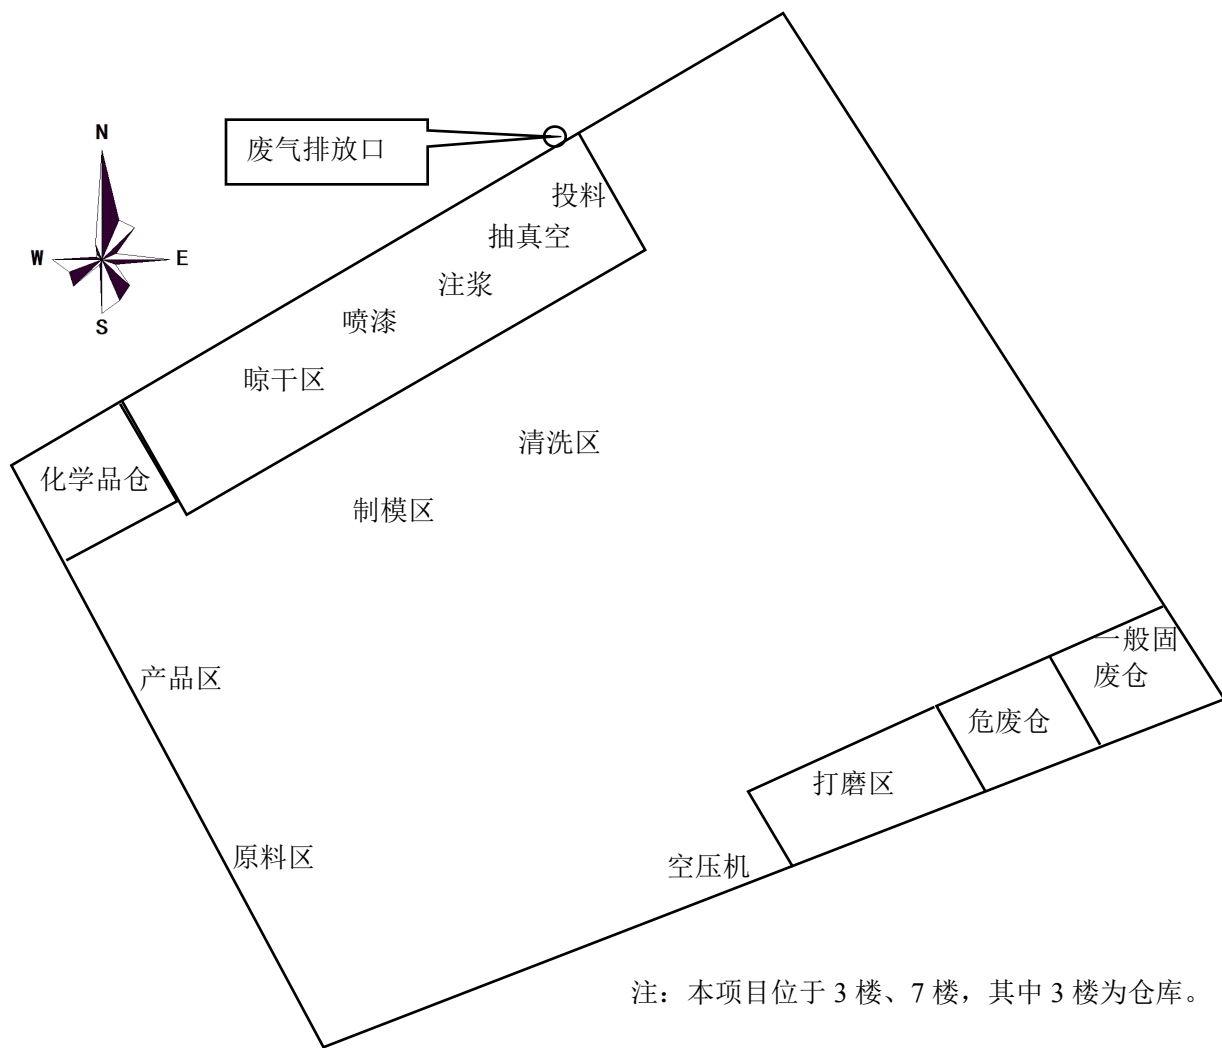 N
废气排放口
投料
抽真空
W
E
注浆
喷漆
S
晾干区
清洗区
化学品仓
制模区
一般固
废仓
产品区
危废仓
打磨区
原料区
空压机
注：本项目位于 3 楼、7 楼，其中 3 楼为仓库。